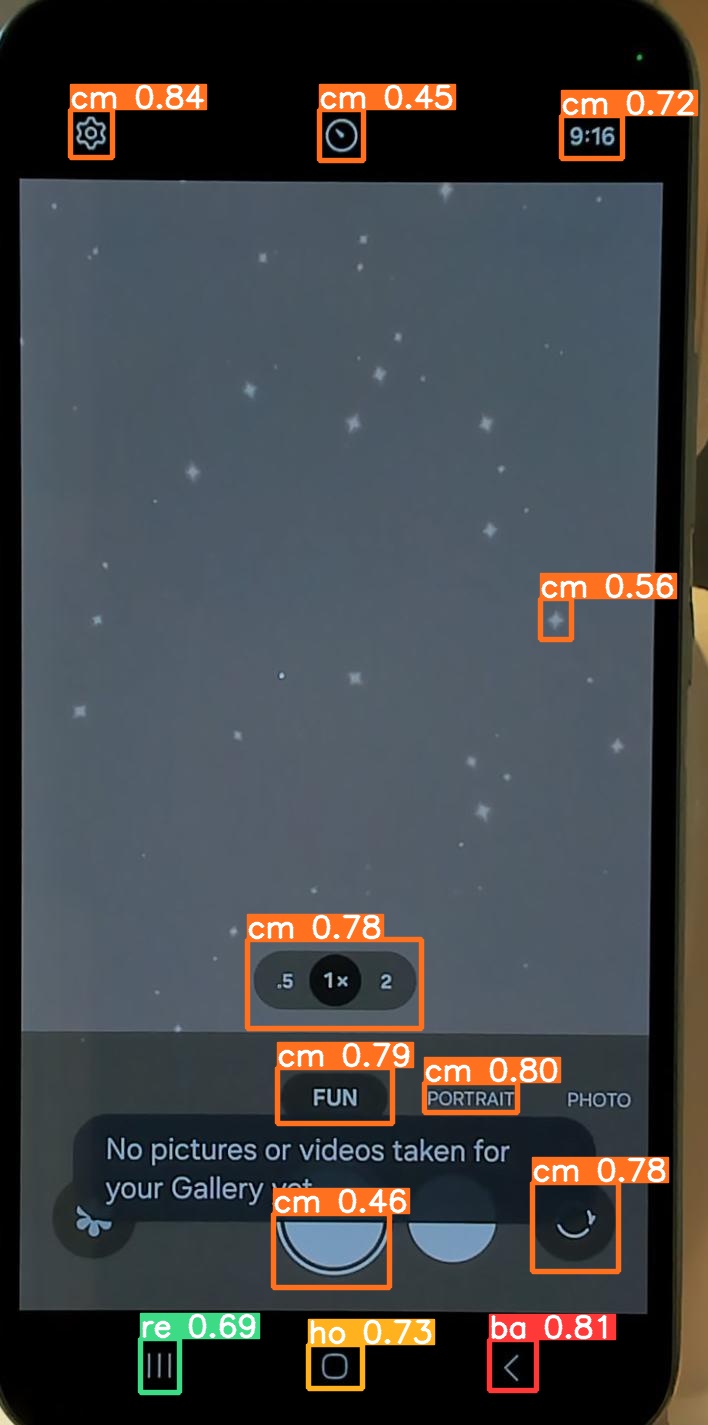 cm 0.84 cm 0.45 cm 0.72
9:16
cm 0.56
cm 0.78
.5 1× 2
cm 0.79 cm 0.80
FUN PORTRAIT PHOTO
No pictures or videos taken for
your Gallery
cm 0.78
cm 0.46
re 0.69 ho 0.73 ba 0.81